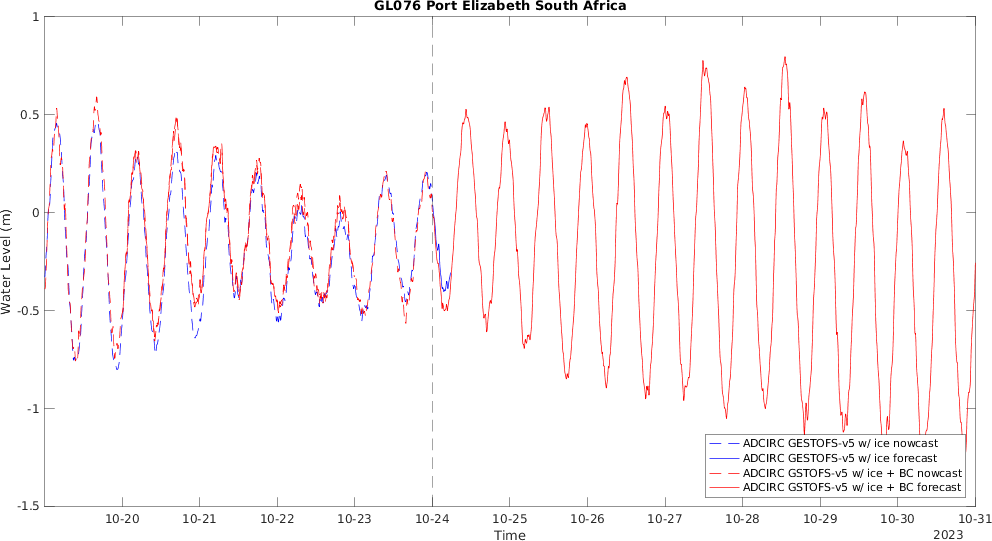 GL076 Port Elizabeth South Africa
1
0.5
0
-0.5
-1
-1.5
Water Level (m)
10-20 10-21 10-22 10-23 10-24 10-25 10-26 10-27 10-28 10-29 10-30 10-31
Time
2023
ADCIRC GESTOFS-v5 w/ ice nowcast
ADCIRC GESTOFS-v5 w/ ice forecast
ADCIRC GSTOFS-v5 w/ ice + BC nowcast
ADCIRC GSTOFS-v5 w/ ice + BC forecast